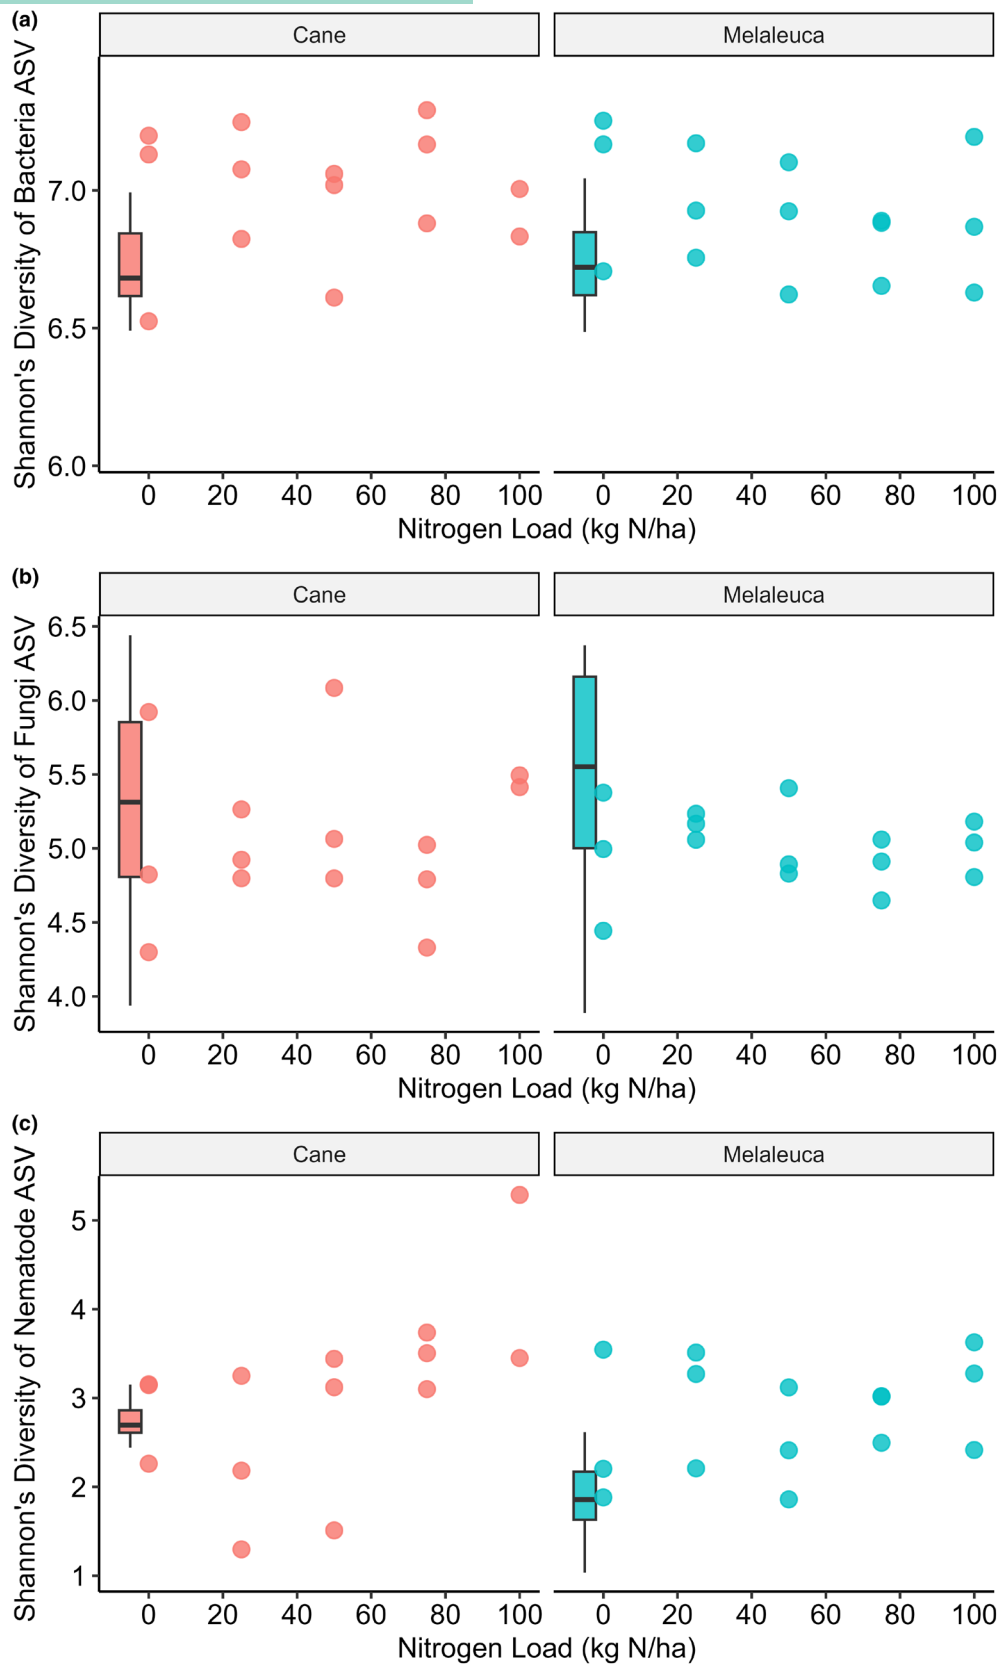 (a)
Cane Melaleuca
Shannon's Diversity of Bacteria ASV s
7.0
6.5
6.0
0 20 40 60 80 100 0 20 40 60 80 100
Nitrogen Load (kg N/ha)
(b)
Cane Melaleuca
Shannon's Diversity of Fungi ASV
6.5
6.0
5.5
5.0
4.5
4.0
0 20 40 60 80 100 0 20 40 60 80 100
Nitrogen Load (kg N/ha)
(c)
Cane Melaleuca
Shannon's Diversity of Nematode ASV
5
4
3
2
1
0 20 40 60 80 100 0 20 40 60 80 100
Nitrogen Load (kg N/ha)